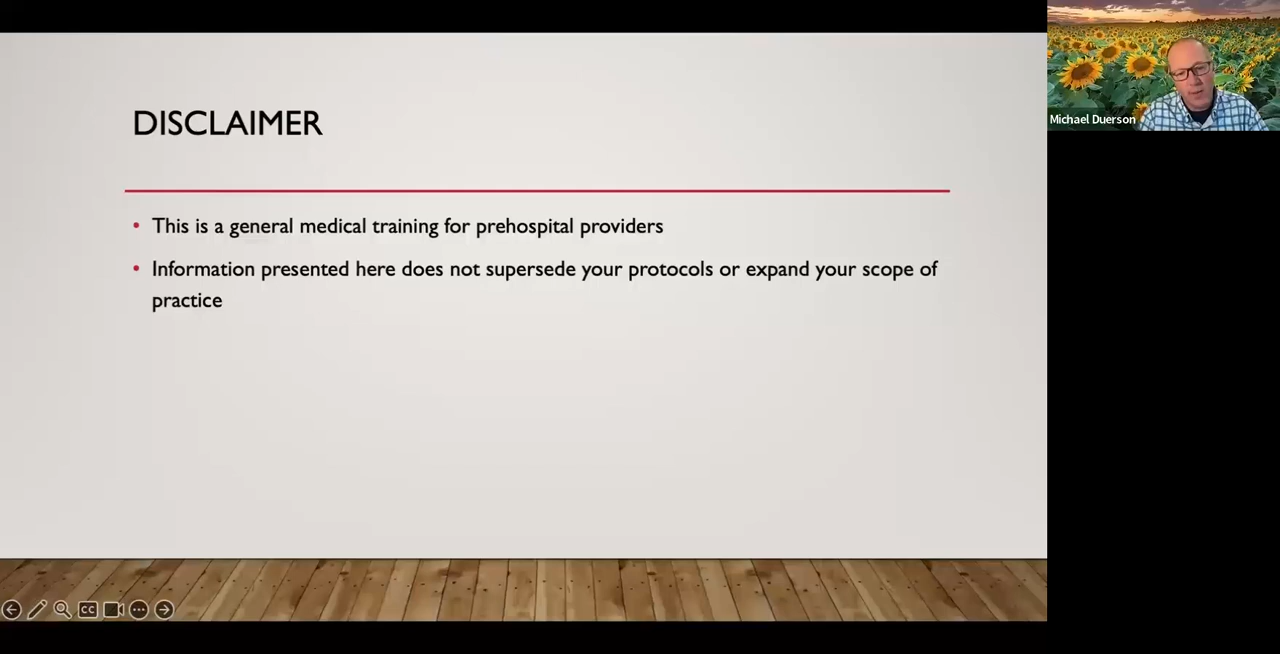 DISCLAIMER
• This is a general medical training for prehospital providers
• Information presented here does not supersede your protocols or expand your scope of
practice
Michael Duerson
CC